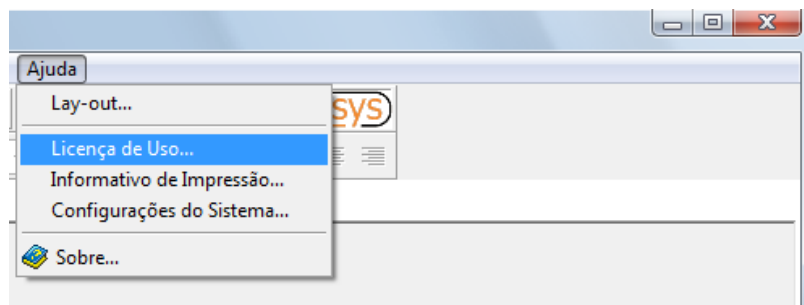 Ajuda
Lay-out...
sys
Licença de Uso...
Informativo de Impressão...
Configurações do Sistema...
Sobre...